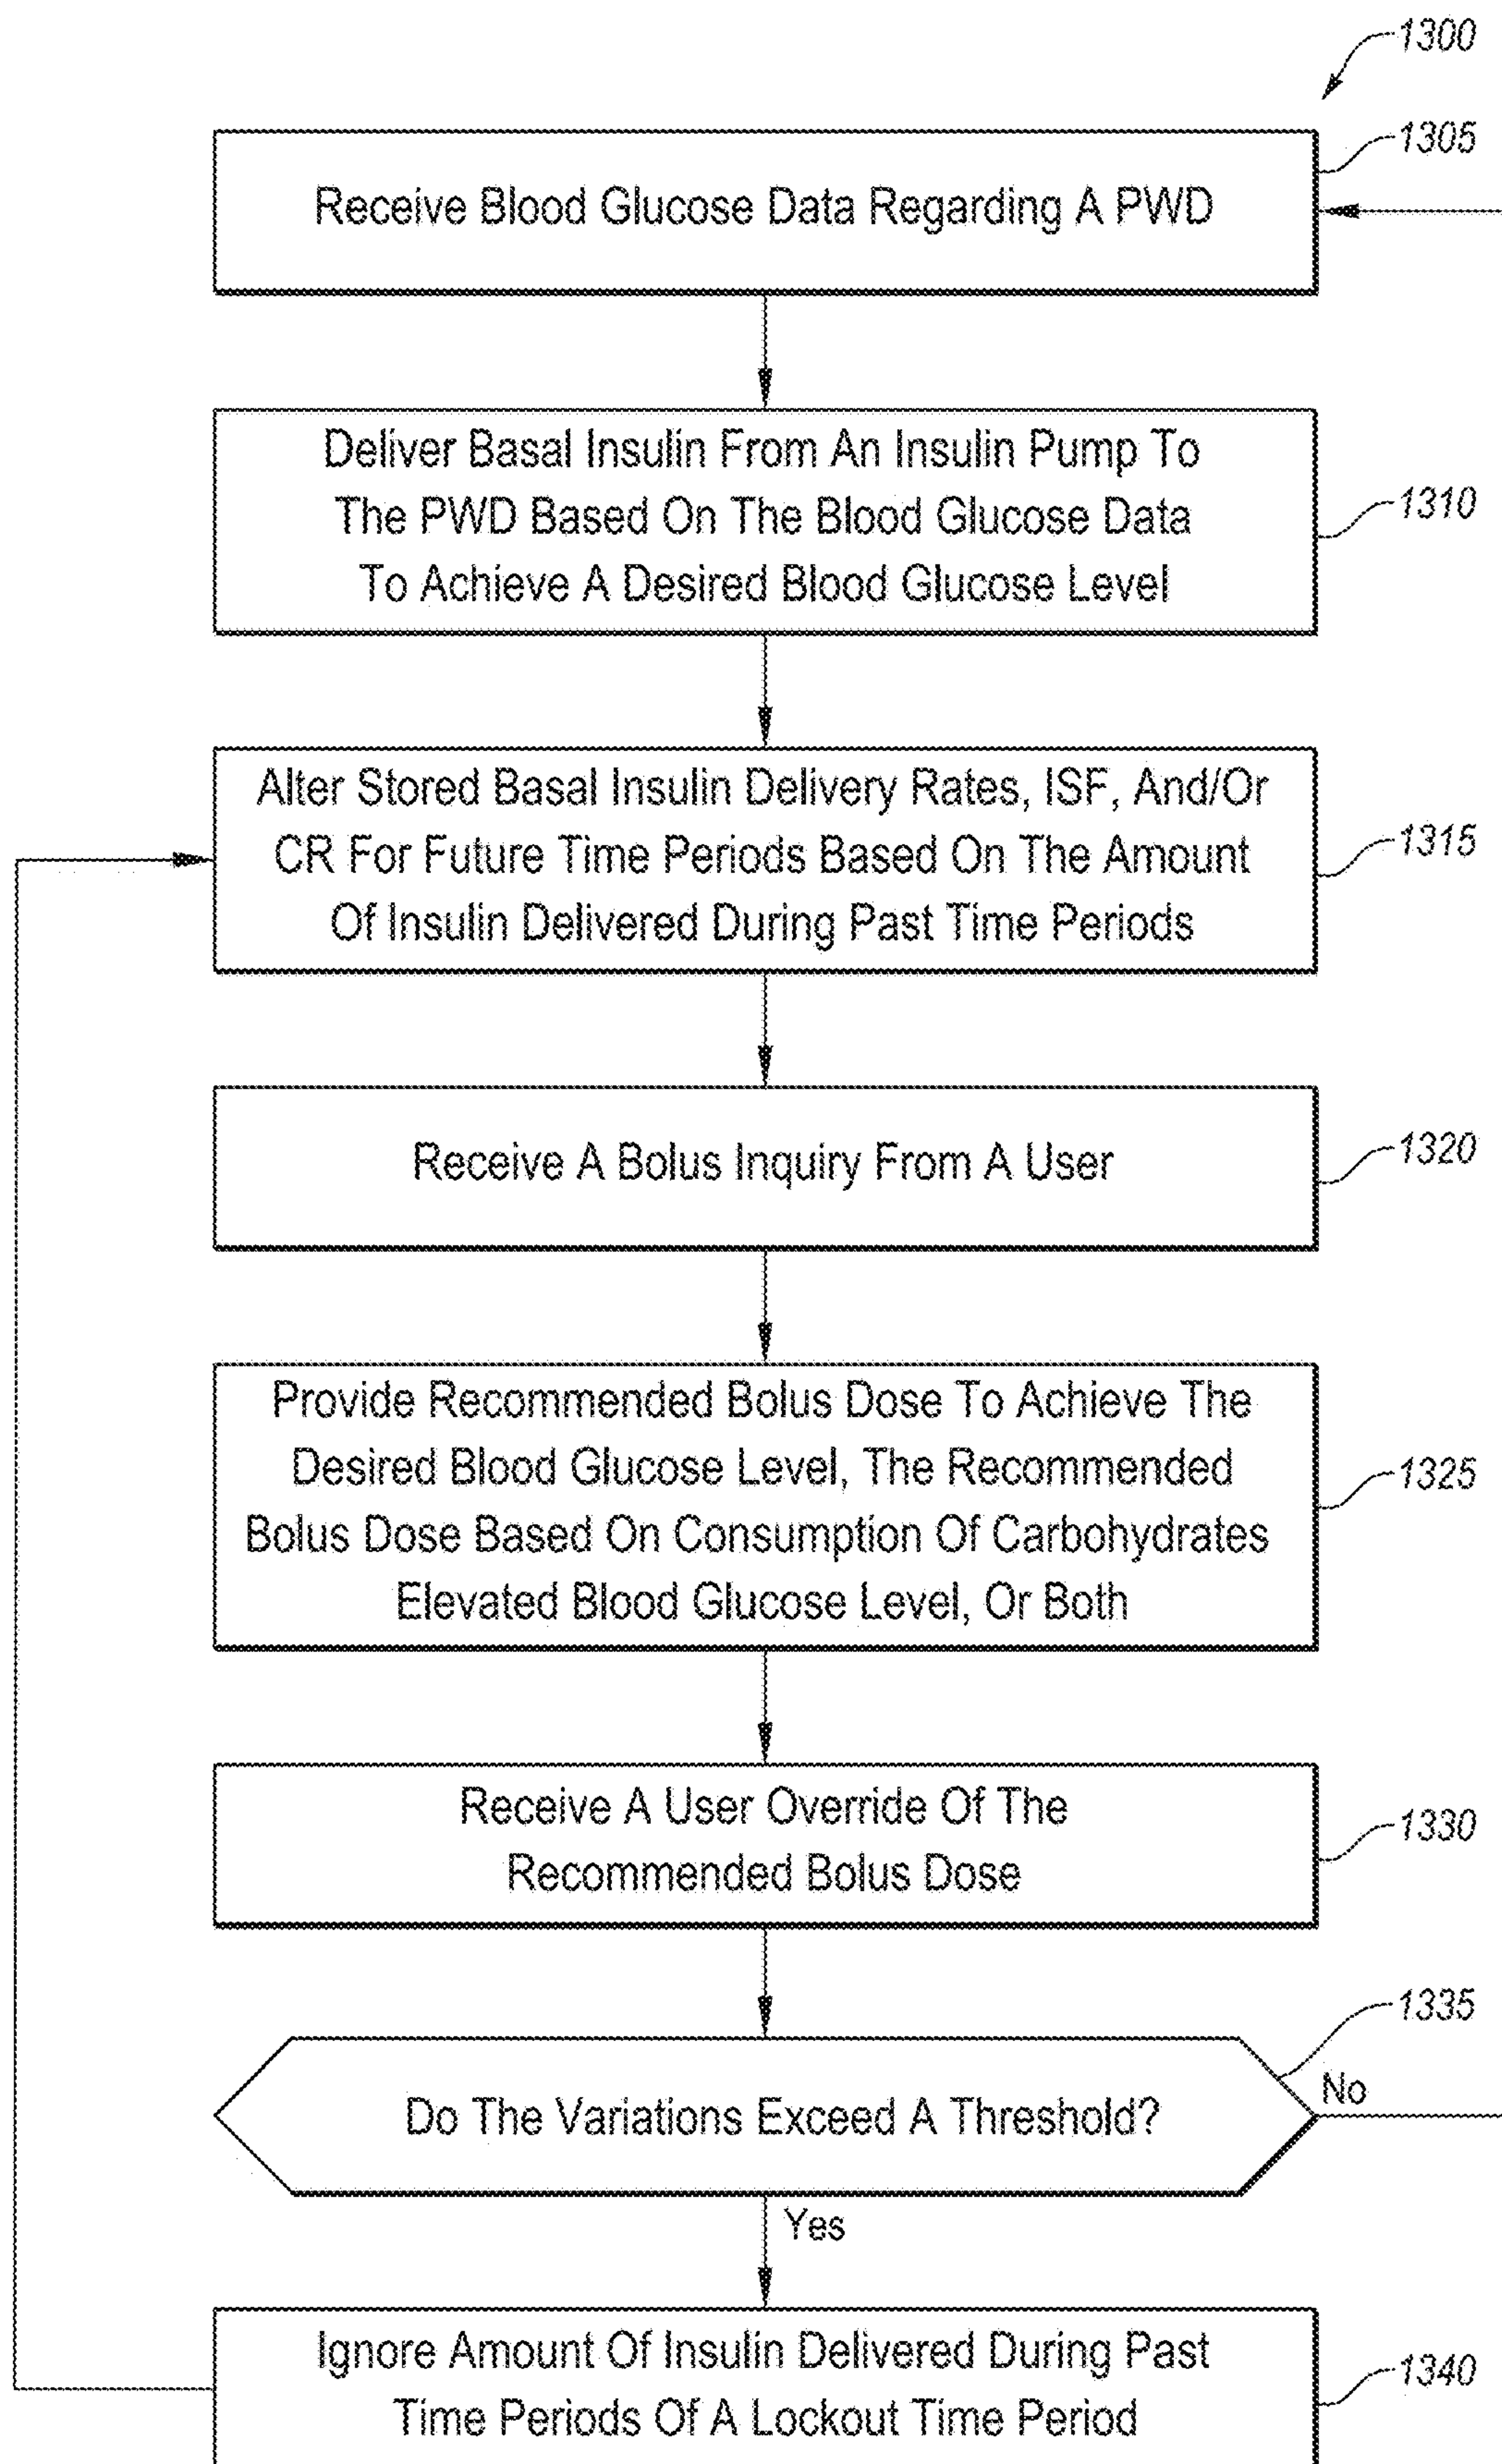 1300
1305
Receive Blood Glucose Data Regarding A PWD
Deliver Basal Insulin From An Insulin Pump To
The PWD Based On The Blood Glucose Data
To Achieve A Desired Blood Glucose Level
1310
Alter Stored Basal Insulin Delivery Rates, ISF, And/Or
CR For Future Time Periods Based On The Amount
Of Insulin Delivered During Past Time Periods
1315
Receive A Bolus Inquiry From A User
1320
Provide Recommended Bolus Dose To Achieve The
Desired Blood Glucose Level, The Recommended
Bolus Dose Based On Consumption Of Carbohydrates
Elevated Blood Glucose Level, Or Both
1325
Receive A User Override Of The
Recommended Bolus Dose
1330
1335
Do The Variations Exceed A Threshold?
No
Yes
Ignore Amount Of Insulin Delivered During Past
Time Periods Of A Lockout Time Period
1340